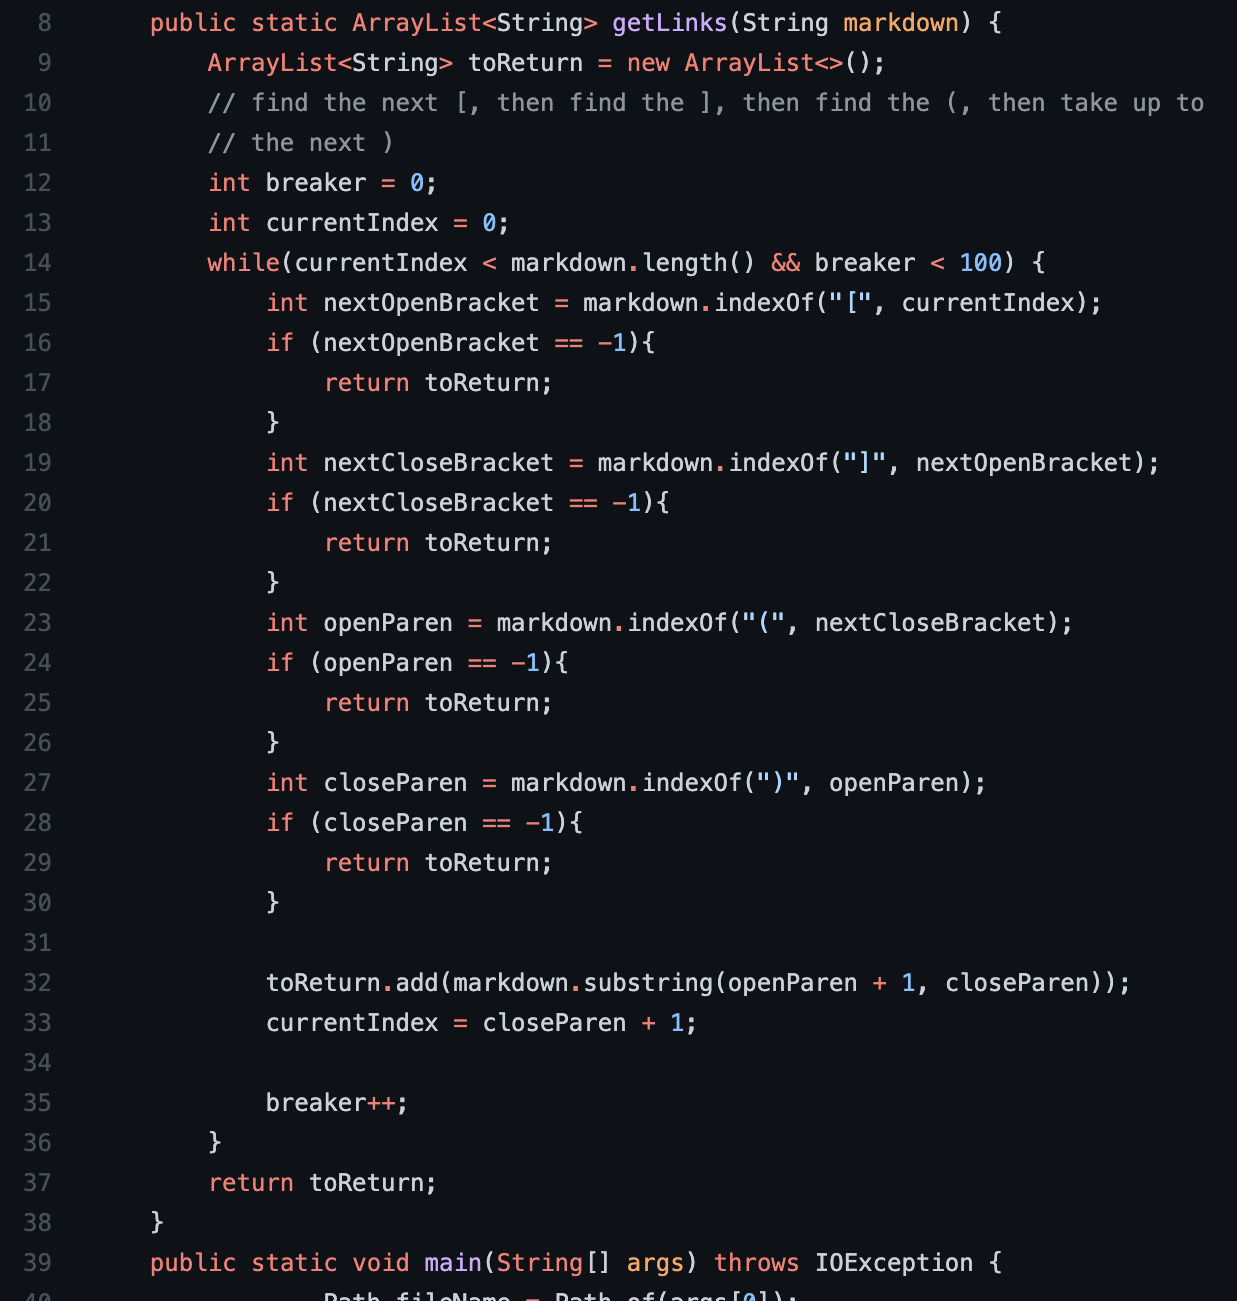 8 public static ArrayList<String> getLinks(String markdown) {
9 ArrayList<String> toReturn = new ArrayList<>();
10 // find the next [, then find the ], then find the (, then take up to
11 // the next )
12 int breaker = 0;
13 int currentIndex = 0;
14 while(currentIndex < markdown.length() && breaker < 100) {
15 int nextOpenBracket = markdown.indexOf("[", currentIndex);
16 if (nextOpenBracket == -1){
17 return toReturn;
18 }
19 int nextCloseBracket = markdown.indexOf("]", nextOpenBracket);
20 if (nextCloseBracket == -1){
21 return toReturn;
22 }
23 int openParen = markdown.indexOf("(", nextCloseBracket);
24 if (openParen == -1){
25 return toReturn;
26 }
27 int closeParen = markdown.indexOf(")", openParen);
28 if (closeParen == -1){
29 return toReturn;
30 }
31
32 toReturn.add(markdown.substring(openParen + 1, closeParen));
33 currentIndex = closeParen + 1;
34
35 breaker++;
36 }
37 return toReturn;
38 }
39 public static void main(String[] args) throws IOException {
40 Path fileName = Path.of(args[0]);